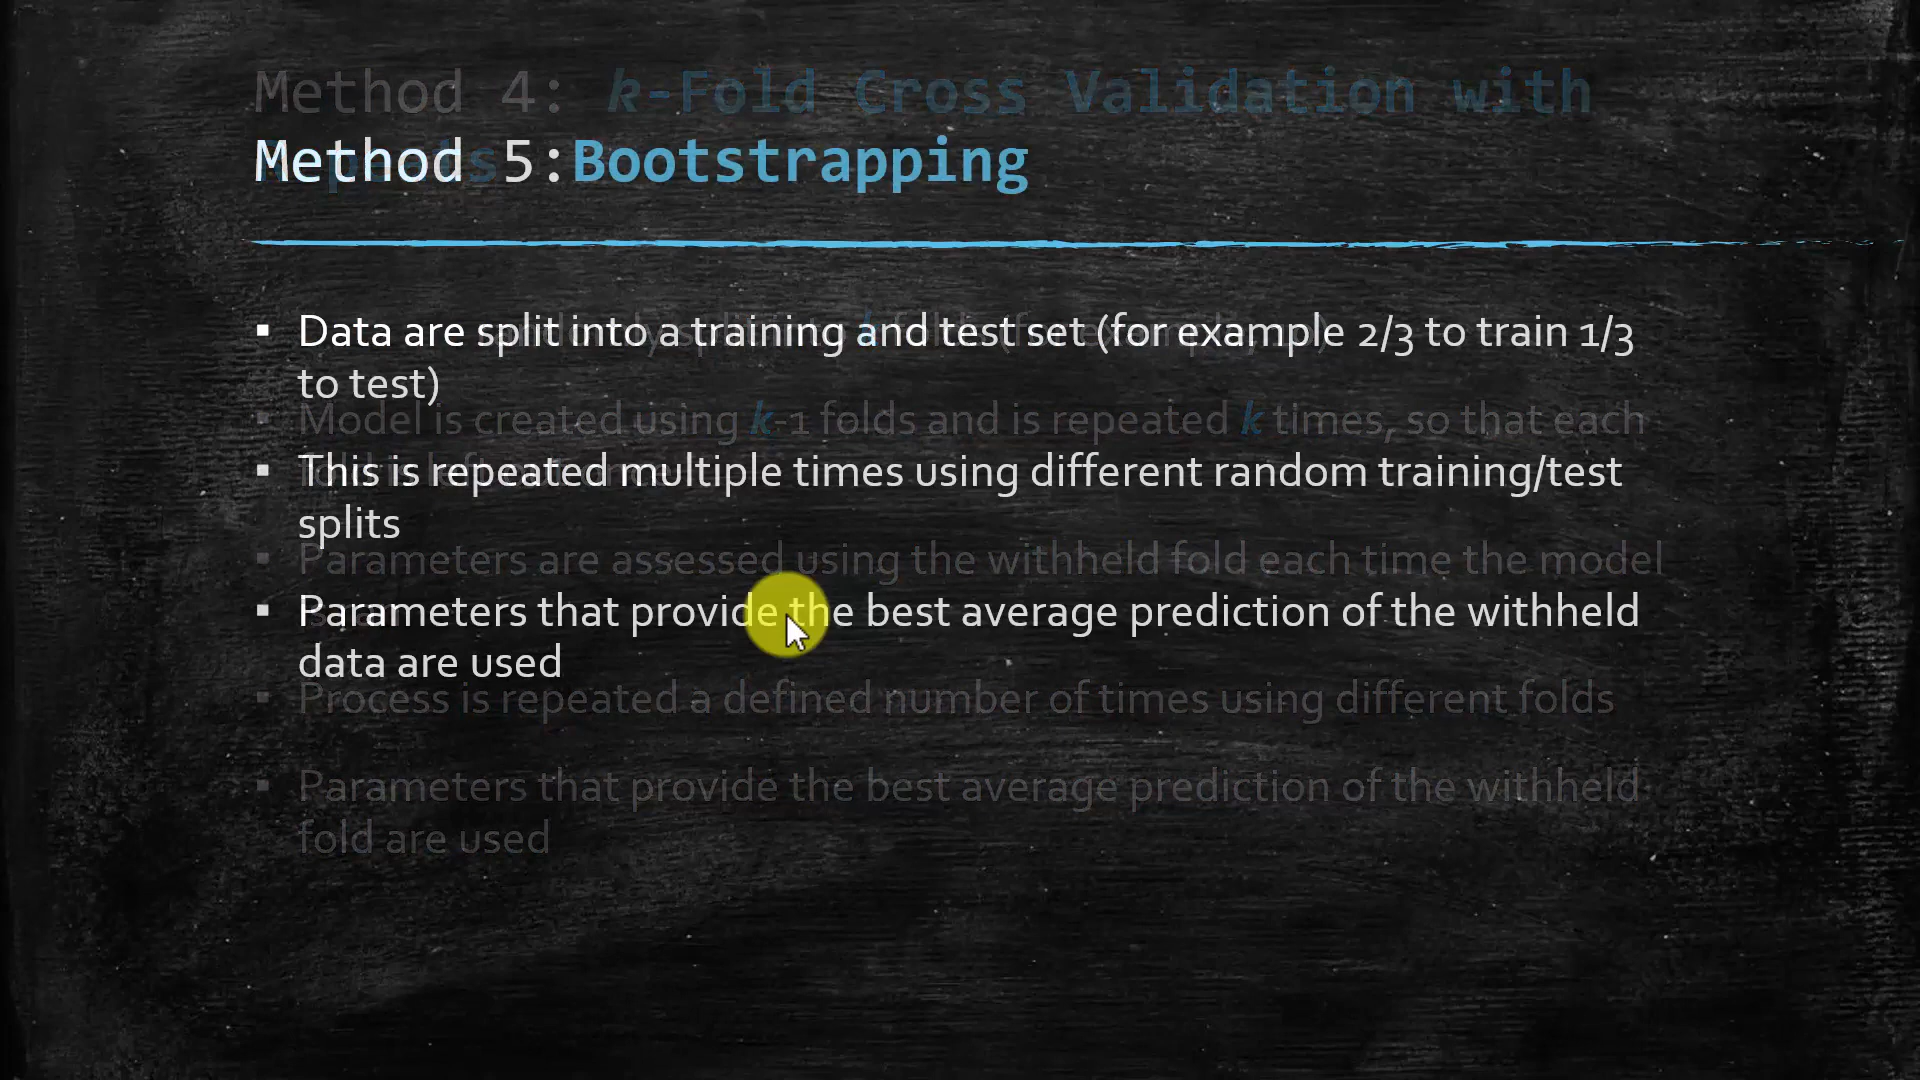 Method 4: k-Fold Cross Validation with
Method 5:Bootstrapping
▪ Data are split into a training and test set (for example 2/3 to train 1/3
to test)
▪ Model is created using k-1 folds and is repeated k times, so that each
▪ This is repeated multiple times using different random training/test
splits
▪ Parameters are assessed using the withheld fold each time the model
▪ Parameters that provide the best average prediction of the withheld
data are used
▪ Process is repeated a defined number of times using different folds
▪ Parameters that provide the best average prediction of the withheld
fold are used